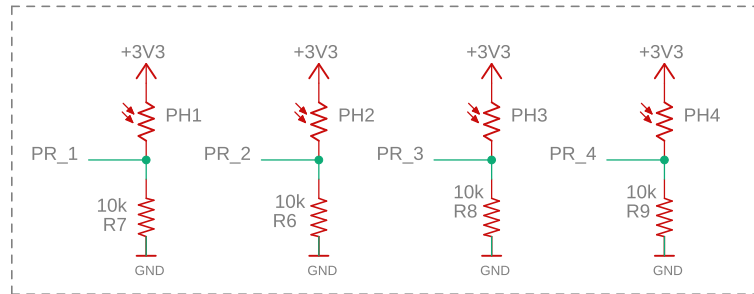 +3V3 +3V3 +3V3 +3V3
PH1 PH2 PH3 PH4
PR_1 PR_2 PR_3 PR_4
10k 10k 10k 10k
R7 R6 R8 R9
GND GND GND GND